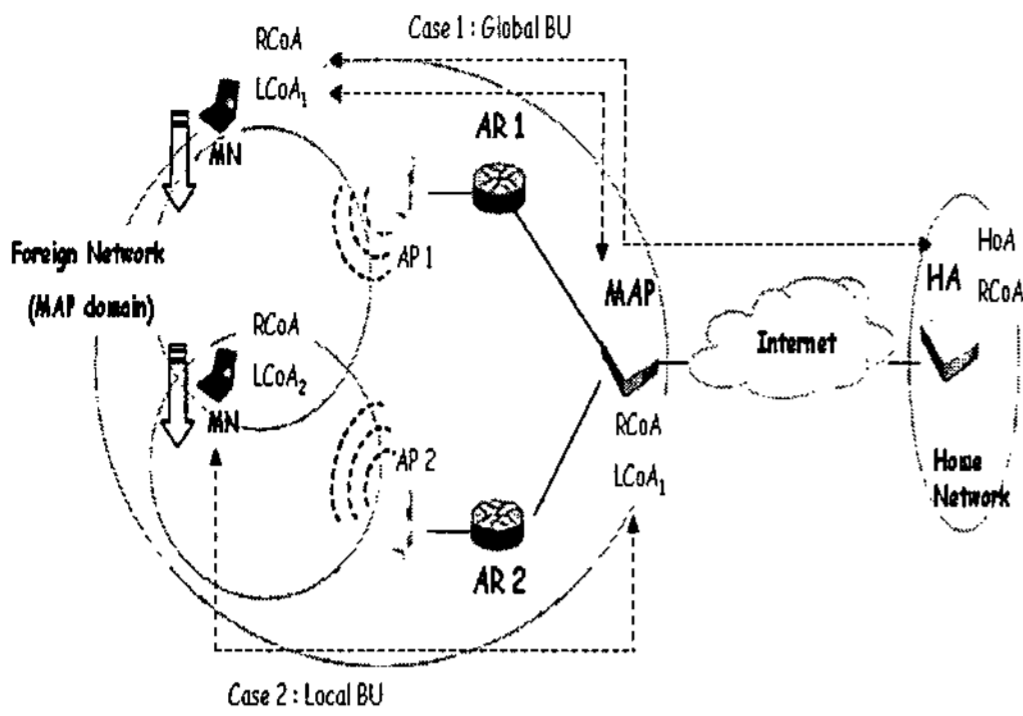 Case 1 : Global BU
RCoA
LCoA₁
AR 1
MN
HoA
Foreign Network
(MAP domain)
AP 1
MAP
HA
RCoA
RCoA
LCoA₂
Internet
MN
RCoA
AP 2
LCoA₁
Home
Network
AR 2
Case 2 : Local BU